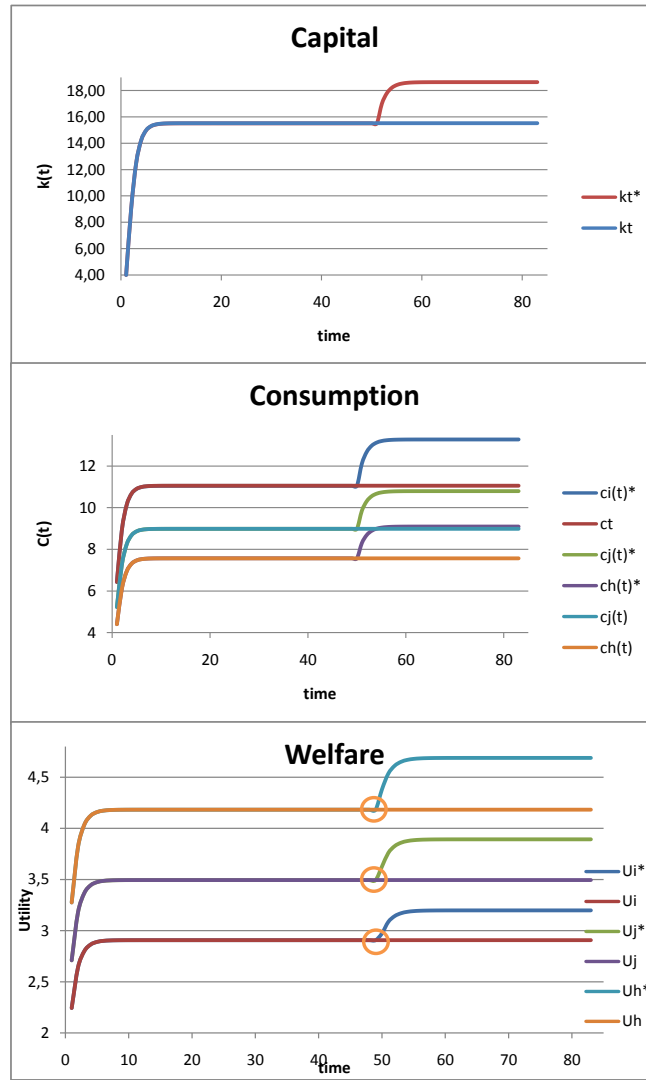 Capital
18,00
16,00
14,00
12,00
10,00
8,00
6,00
4,00
k(t)
0 20 40 60 80
time
kt*
kt
Consumption
12
10
8
6
4
C(t)
0 20 40 60 80
time
ci(t)*
ct
cj(t)*
ch(t)*
cj(t)
ch(t)
Welfare
4,5
4
3,5
3
2,5
2
Utility
0 10 20 30 40 50 60 70 80
time
Ui*
Ui
Uj*
Uj
Uh*
Uh